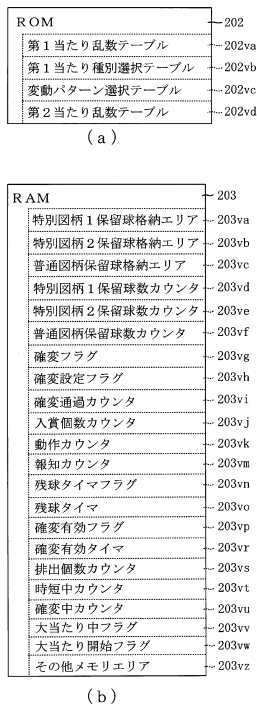 ROM 202
第1当たり乱数テーブル 202va
第1当たり種別選択テーブル 202vb
変動パターン選択テーブル 202vc
第2当たり乱数テーブル 202vd
(a)
RAM 203
特別図柄1保留球格納エリア 203va
特別図柄2保留球格納エリア 203vb
普通図柄保留球格納エリア 203vc
特別図柄1保留球数カウンタ 203vd
特別図柄2保留球数カウンタ 203ve
普通図柄保留球数カウンタ 203vf
確変フラグ 203vg
確変設定フラグ 203vh
確変通過カウンタ 203vi
入賞個数カウンタ 203vj
動作カウンタ 203vk
報知カウンタ 203vm
残球タイマフラグ 203vn
残球タイマ 203vo
確変有効フラグ 203vp
確変有効タイマ 203vr
排出個数カウンタ 203vs
時短中カウンタ 203vt
確変中カウンタ 203vu
大当たり中フラグ 203vv
大当たり開始フラグ 203vw
その他メモリエリア 203vz
(b)